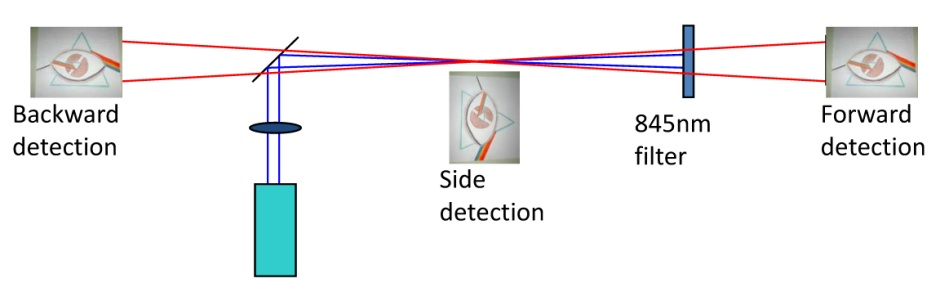 Backward
detection
Side
detection
845nm
filter
Forward
detection